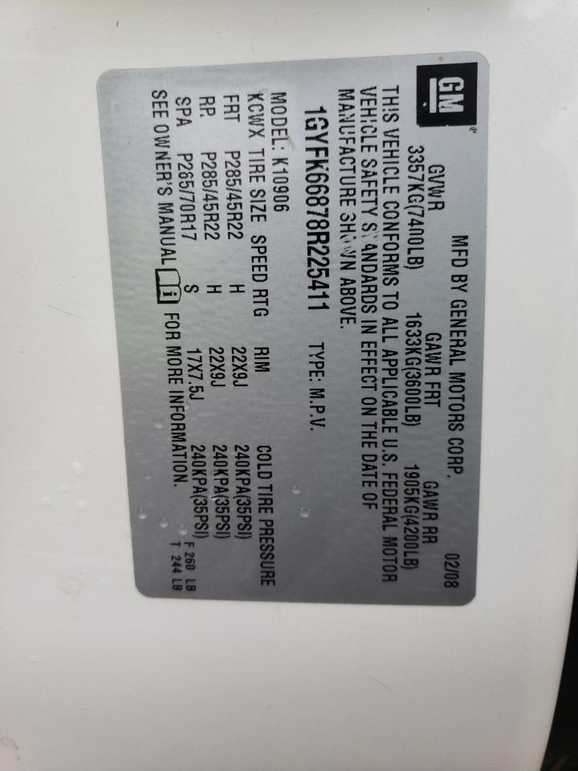 GM
MFD BY GENERAL MOTORS CORP. 02/08
GVWR GAWR FRT GAWR RR
3357KG(7400LB) 1633KG(3600LB) 1905KG(4200LB)
THIS VEHICLE CONFORMS TO ALL APPLICABLE U.S. FEDERAL MOTOR
VEHICLE SAFETY STANDARDS IN EFFECT ON THE DATE OF
MANUFACTURE SHOWN ABOVE.
1GYFK66878R225411 TYPE: M.P.V.
MODEL: K10906
KCWX TIRE SIZE SPEED RTG RIM COLD TIRE PRESSURE
FRT P285/45R22 H 22X9J 240KPA(35PSI)
RR P285/45R22 H 22X9J 240KPA(35PSI)
SPA P265/70R17 S 17X7.5J 240KPA(35PSI)
SEE OWNER'S MANUAL FOR MORE INFORMATION.
F 260 LB
T 244 LB